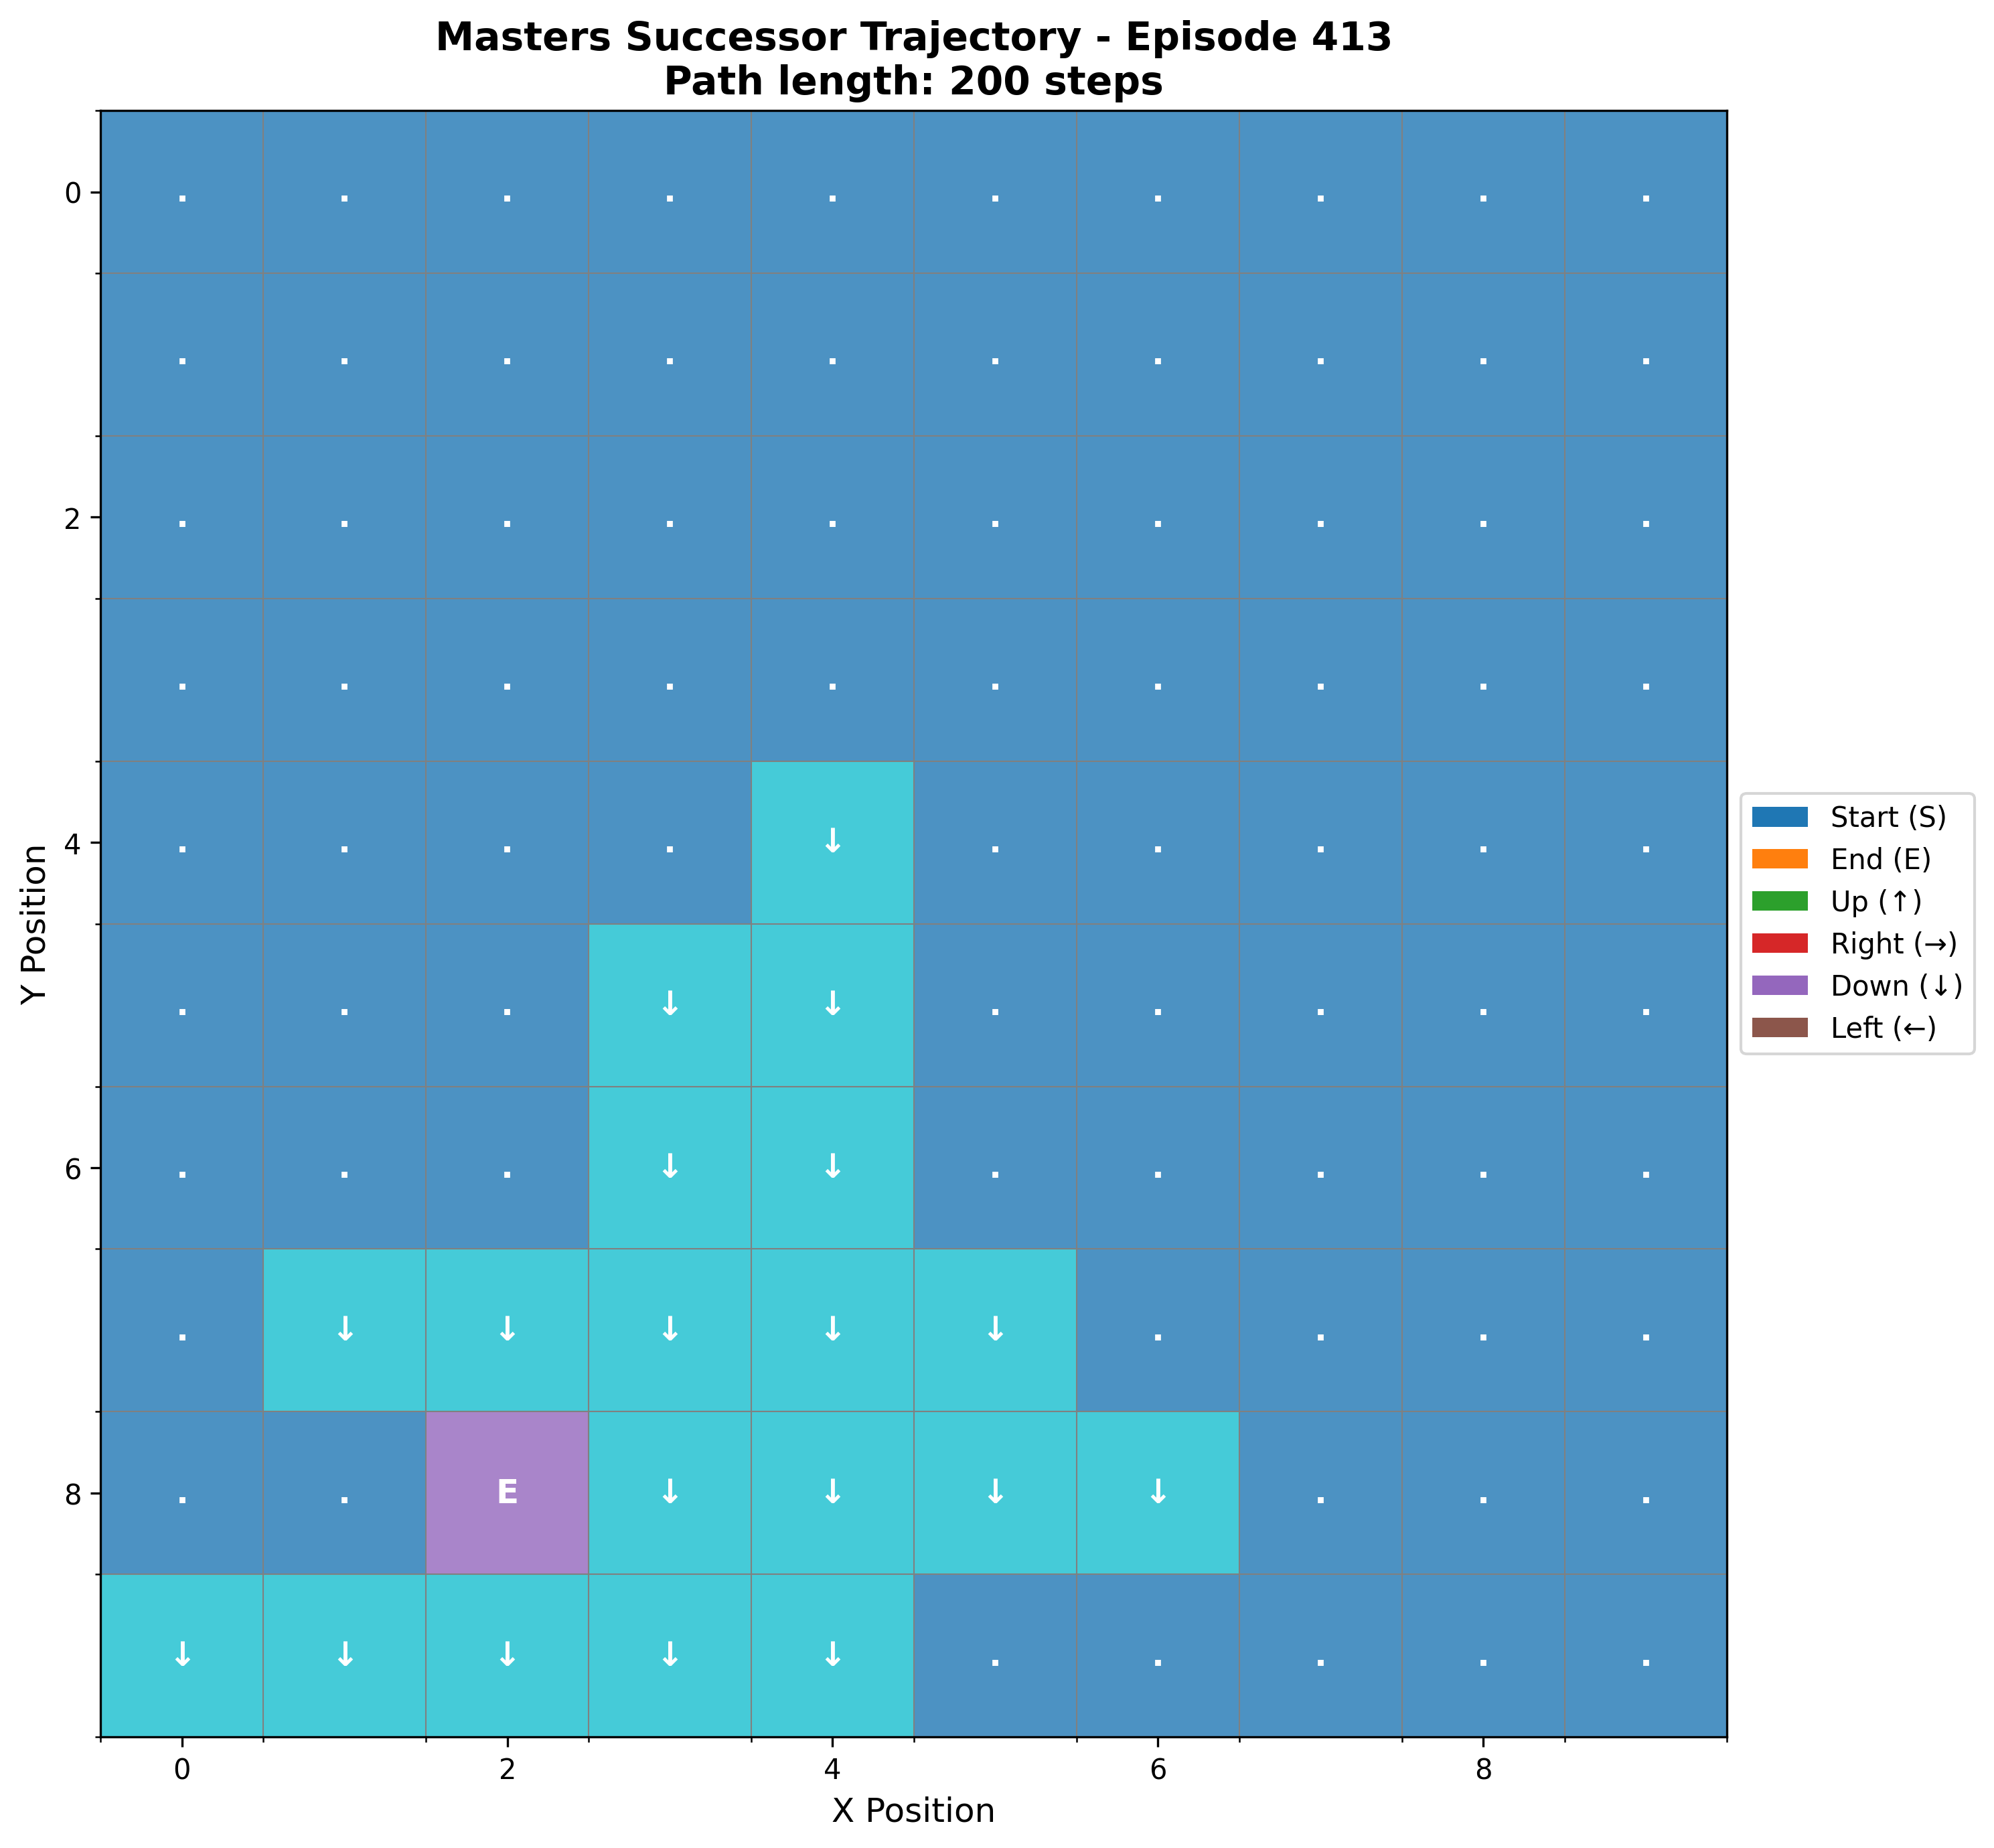 Masters Successor Trajectory - Episode 413
Path length: 200 steps
0 . . . . . . . . . .
. . . . . . . . . .
2 . . . . . . . . . .
. . . . . . . . . .
4 . . . . ↓ . . . . .
. . . ↓ ↓ . . . . .
6 . . . ↓ ↓ . . . . .
. ↓ ↓ ↓ ↓ ↓ . . . .
8 . . E ↓ ↓ ↓ ↓ . . .
↓ ↓ ↓ ↓ ↓ . . . . .
0 2 4 6 8
X Position
Y Position
Start (S)
End (E)
Up (↑)
Right (→)
Down (↓)
Left (←)